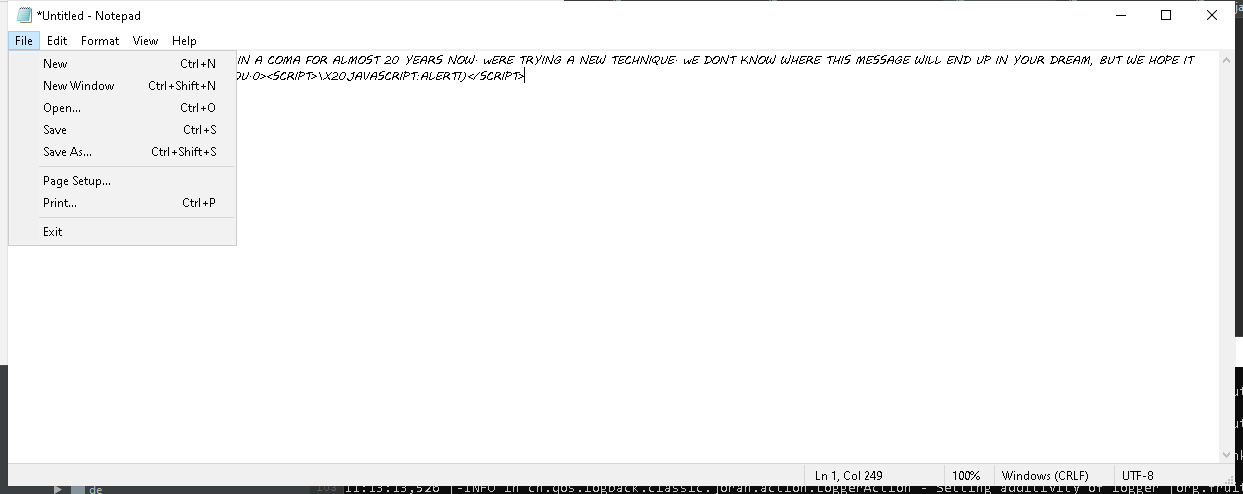 *Untitled - Notepad
File Edit Format View Help
IN A COMA FOR ALMOST 20 YEARS NOW. WERE TRYING A NEW TECHNIQUE. WE DONT KNOW WHERE THIS MESSAGE WILL END UP IN YOUR DREAM, BUT WE HOPE IT
OU.0><SCRIPT>\X20JAVASCRIPT:ALERT1)</SCRIPT>
New Ctrl+N
New Window Ctrl+Shift+N
Open... Ctrl+O
Save Ctrl+S
Save As... Ctrl+Shift+S
Page Setup...
Print... Ctrl+P
Exit
Ln 1, Col 249 100% Windows (CRLF) UTF-8
de 11:13:13,526 |-INFO in ch.qos.logback.classic.joran.action.LoggerAction - Setting additivity of logger